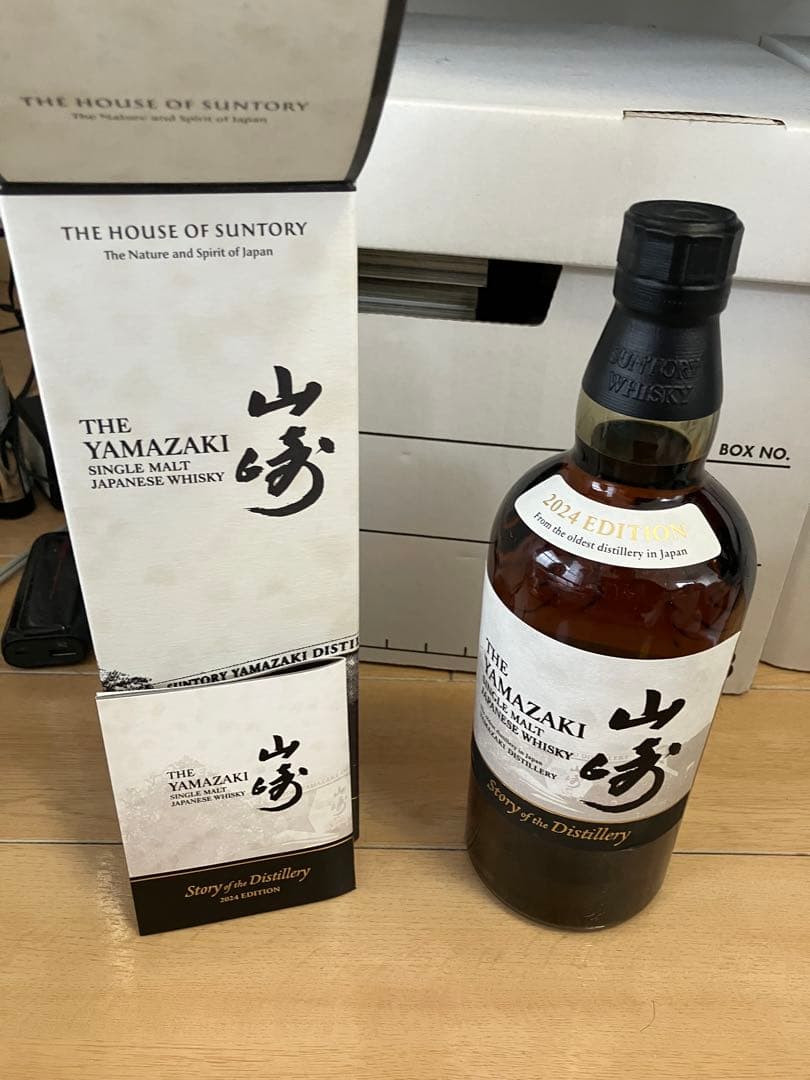 THE HOUSE OF SUNTORY
The Nature and Spirit of Japan
THE HOUSE OF SUNTORY
The Nature and Spirit of Japan
THE
YAMAZAKI
SINGLE MALT
JAPANESE WHISKY
山崎
SUNTORY YAMAZAKI DISTI
THE
YAMAZAKI
SINGLE MALT
JAPANESE WHISKY
山崎
Story of the Distillery
2024 EDITION
SUNTORY
WHISKY
2024 EDITION
From the oldest distillery in Japan
THE
YAMAZAKI
SINGLE MALT
JAPANESE WHISKY
distillery in Japan
YAMAZAKI DISTILLERY
山崎
Story of the Distillery
BOX NO.